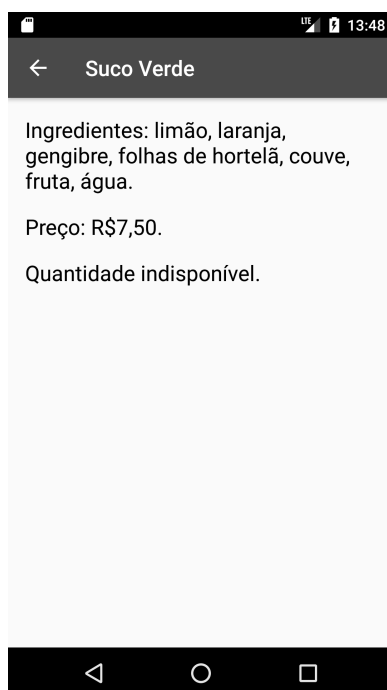 LTE 13:48
Suco Verde
Ingredientes: limão, laranja,
gengibre, folhas de hortelã, couve,
fruta, água.
Preço: R$7,50.
Quantidade indisponível.